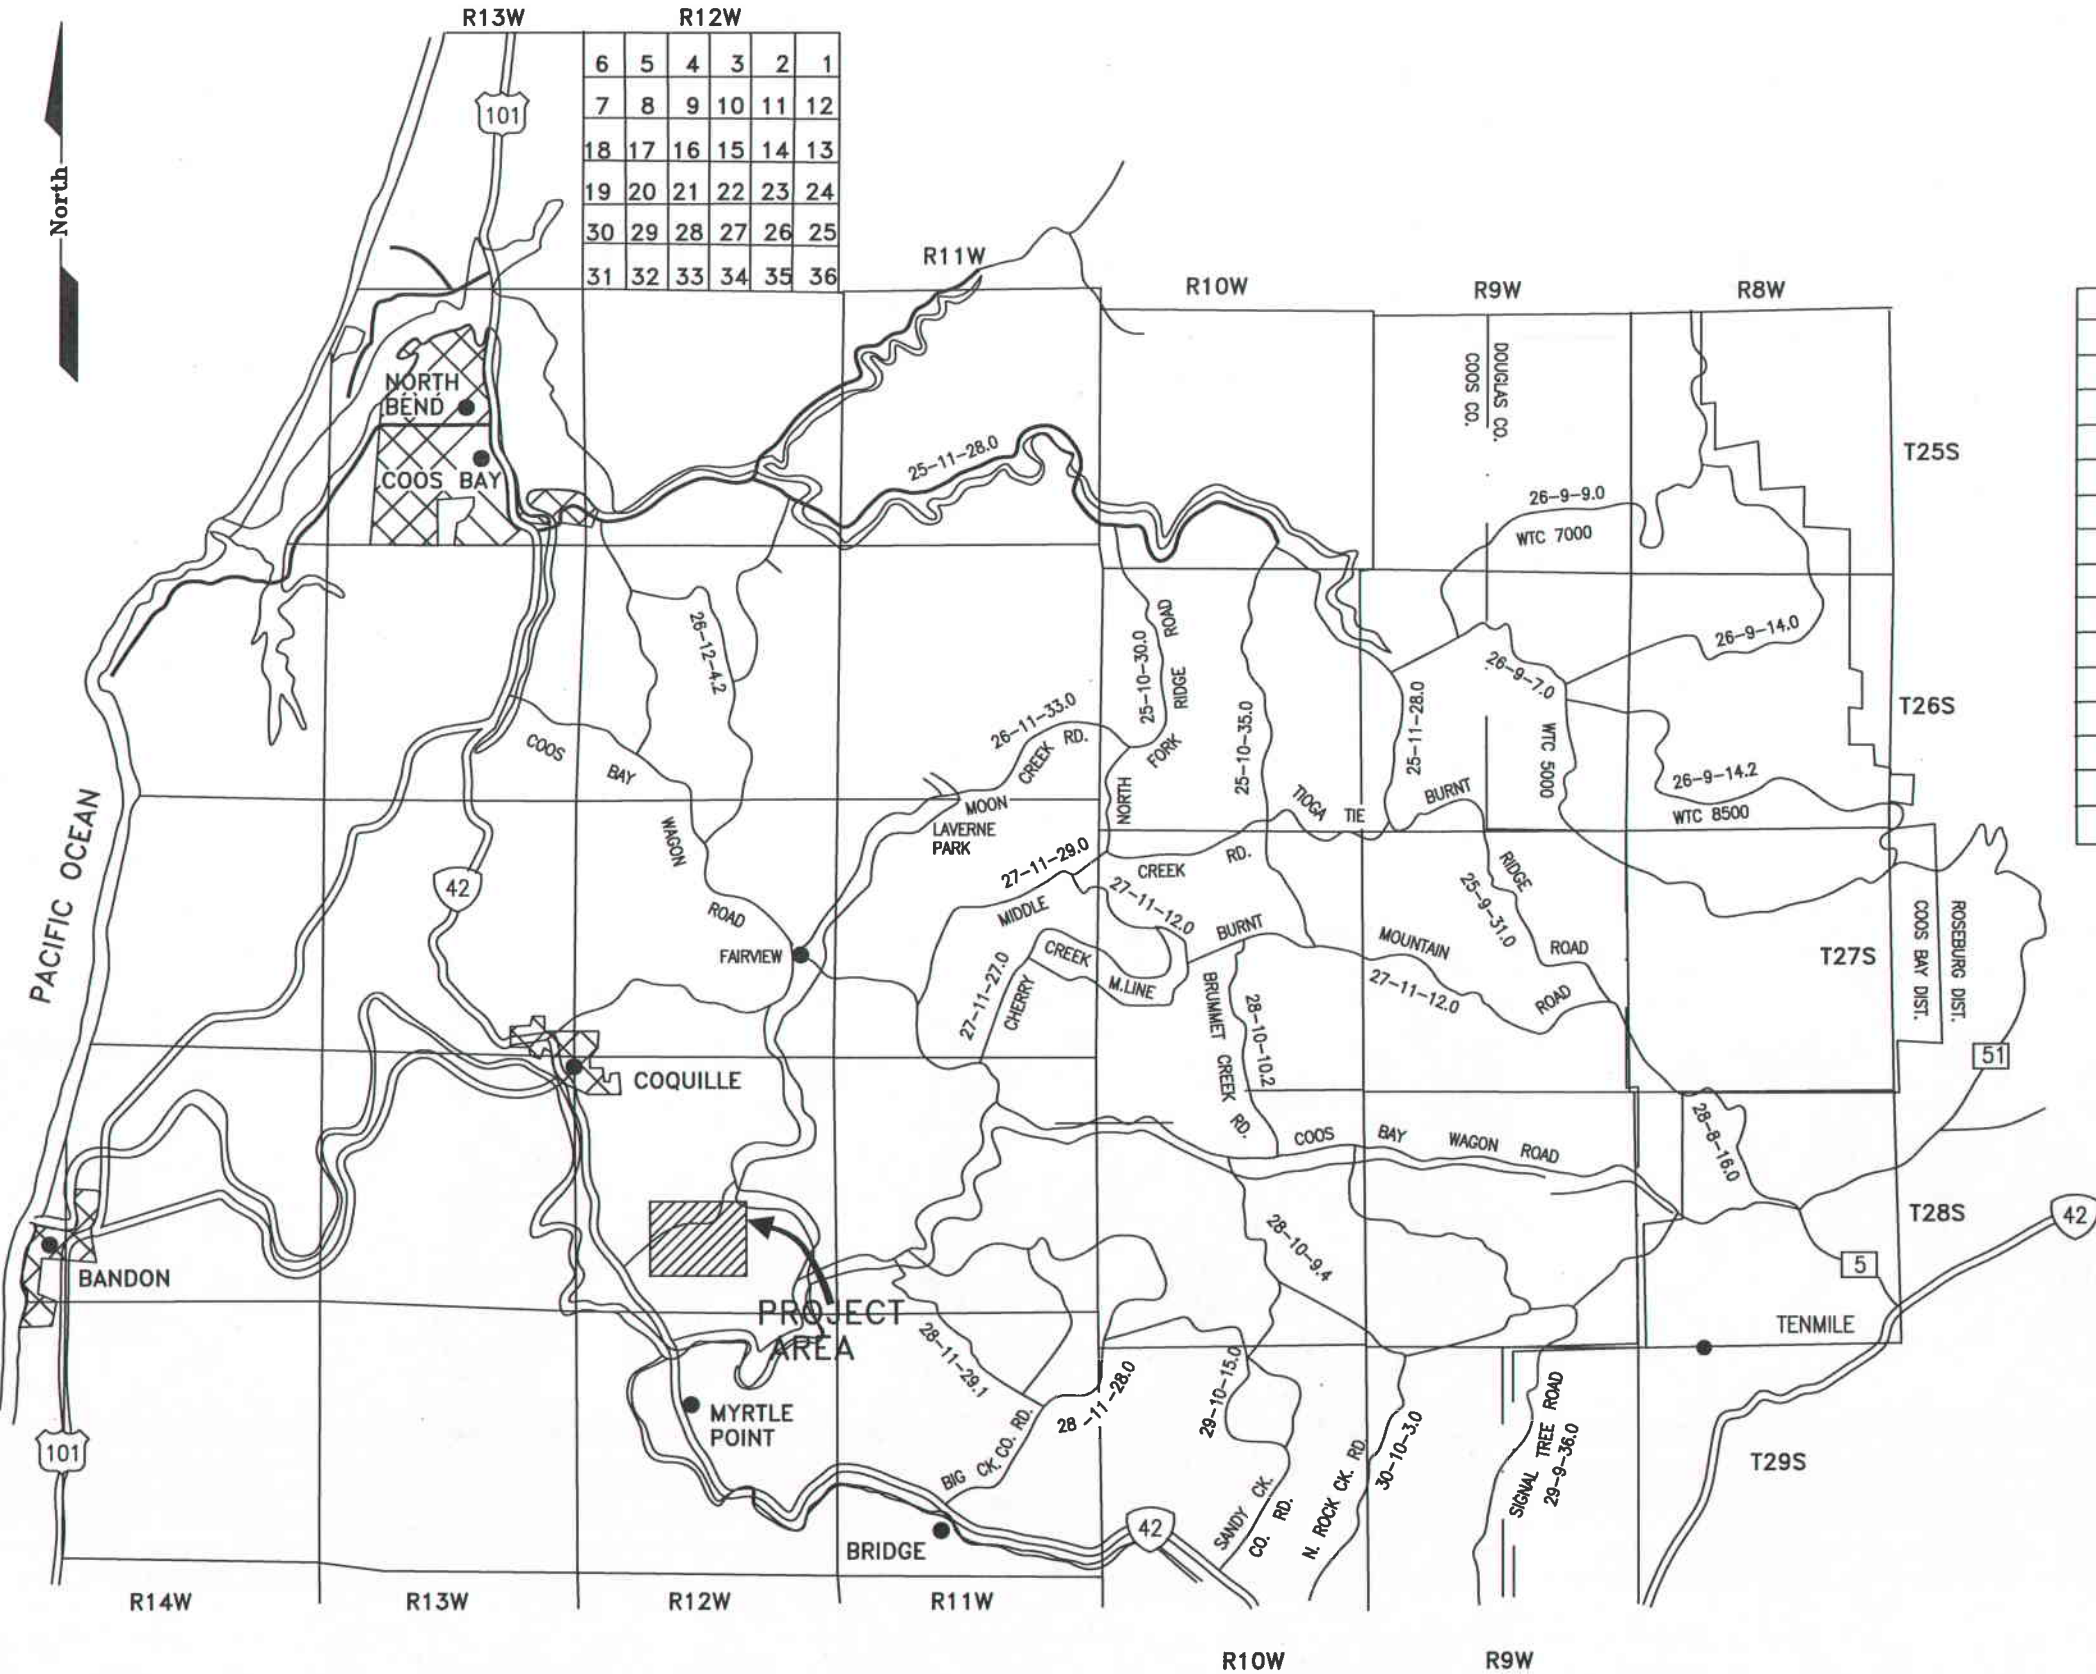 R13W
R12W
North
101
6 5 4 3 2 1
7 8 9 10 11 12
18 17 16 15 14 13
19 20 21 22 23 24
30 29 28 27 26 25
31 32 33 34 35 36
R11W
R10W
R9W
R8W
DOUGLAS CO.
COOS CO.
NORTH
BEND
COOS BAY
25-11-28.0
T25S
26-9-9.0
WTC 7000
26-12-4.2
25-10-30.0
NORTH FORK RIDGE ROAD
26-9-14.0
26-9-7.0
T26S
26-11-33.0
MOON CREEK RD.
25-10-35.0
25-11-28.0
WTC 5000
26-9-14.2
WTC 8500
COOS BAY WAGON ROAD
LAVERNE
PARK
TIOGA TIE
BURNT RIDGE ROAD
25-9-31.0
PACIFIC OCEAN
42
27-11-29.0
MIDDLE CREEK RD.
27-11-12.0
FAIRVIEW
27-11-27.0
CHERRY CREEK M.LINE
BURNT MOUNTAIN ROAD
27-11-12.0
T27S
COOS BAY DIST.
ROSEBURG DIST.
BRUMMET CREEK RD.
28-10-10.2
51
COQUILLE
COOS BAY WAGON ROAD
28-8-16.0
T28S
42
28-10-9.4
5
BANDON
PROJECT
AREA
TENMILE
28-11-29.1
28-11-28.0
29-10-15.0
MYRTLE
POINT
BIG CK. CO. RD.
30-10-3.0
N. ROCK CK. RD.
SIGNAL TREE ROAD
29-9-36.0
T29S
101
SANDY CK.
CO. RD.
42
BRIDGE
R14W
R13W
R12W
R11W
R10W
R9W